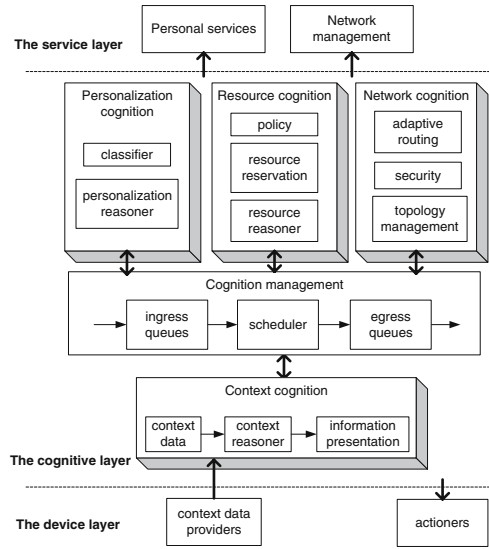 Personal services
Network
management
The service layer
Personalization
cognition
classifier
personalization
reasoner
Resource cognition
policy
resource
reservation
resource
reasoner
Network cognition
adaptive
routing
security
topology
management
Cognition management
ingress
queues
scheduler
egress
queues
Context cognition
context
data
context
reasoner
information
presentation
The cognitive layer
The device layer
context data
providers
actioners